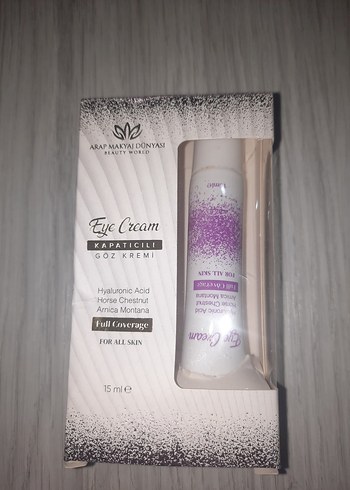 ARAP MAKYAJ DÜNYASI
BEAUTY WORLD
Eye Cream
KAPATICILI
GÖZ KREMİ
Hyaluronic Acid
Horse Chestnut
Arnica Montana
Full Coverage
FOR ALL SKIN
15 ml e
Eye Cream
Hyaluronic Acid
Horse Chestnut
Arnica Montana
Full Coverage
FOR ALL SKIN